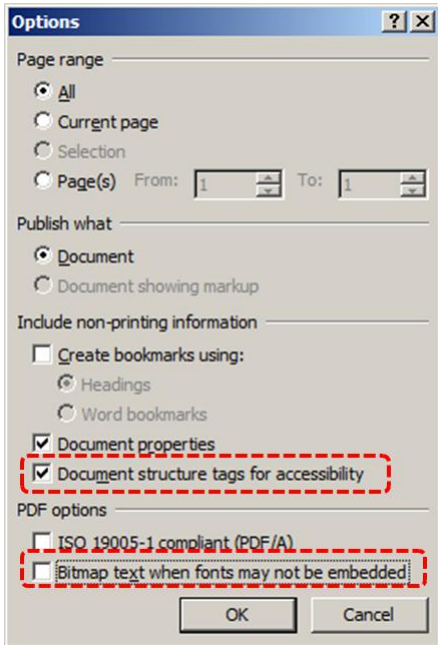 Options
Page range
All
Current page
Selection
Page(s) From: 1 To: 1
Publish what
Document
Document showing markup
Include non-printing information
Create bookmarks using:
Headings
Word bookmarks
Document properties
Document structure tags for accessibility
PDF options
ISO 19005-1 compliant (PDF/A)
Bitmap text when fonts may not be embedded
OK Cancel